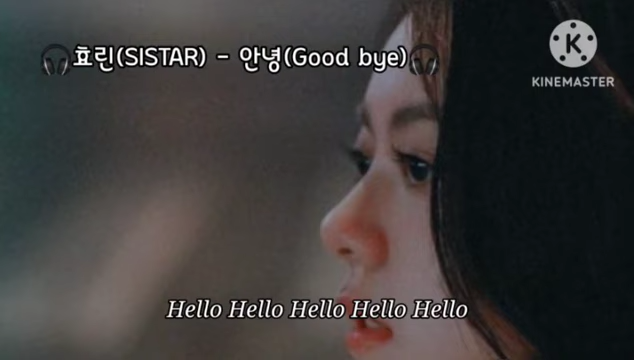 🎧효린(SISTAR) - 안녕(Good bye)🎧
KINEMASTER
Hello Hello Hello Hello Hello